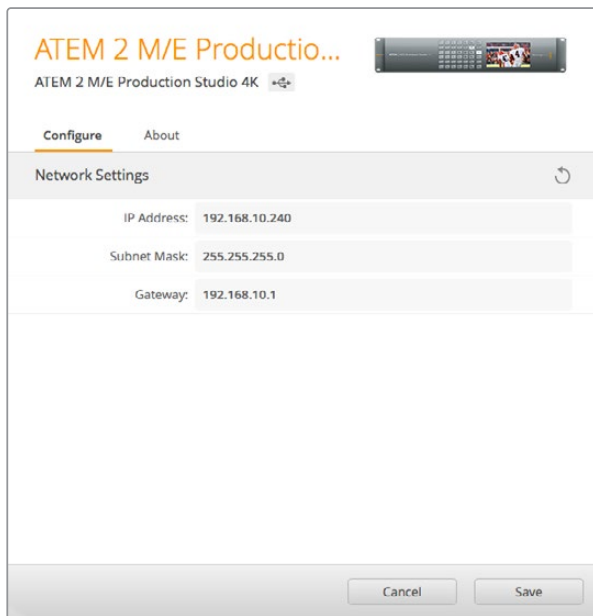 ATEM 2 M/E Productio...
ATEM 2 M/E Production Studio 4K
Configure About
Network Settings
IP Address: 192.168.10.240
Subnet Mask: 255.255.255.0
Gateway: 192.168.10.1
Cancel Save